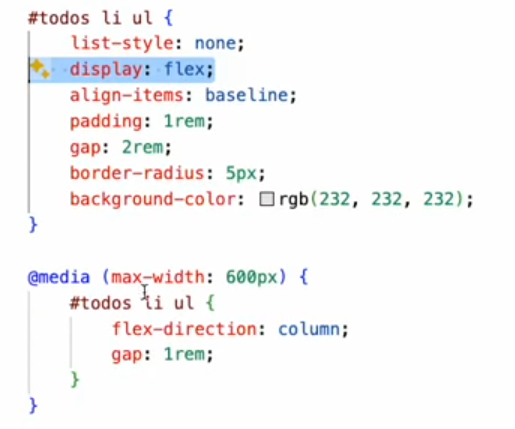 #todos li ul {
list-style: none;
display: flex;
align-items: baseline;
padding: 1rem;
gap: 2rem;
border-radius: 5px;
background-color: rgb(232, 232, 232);
}
@media (max-width: 600px) {
#todos li ul {
flex-direction: column;
gap: 1rem;
}
}